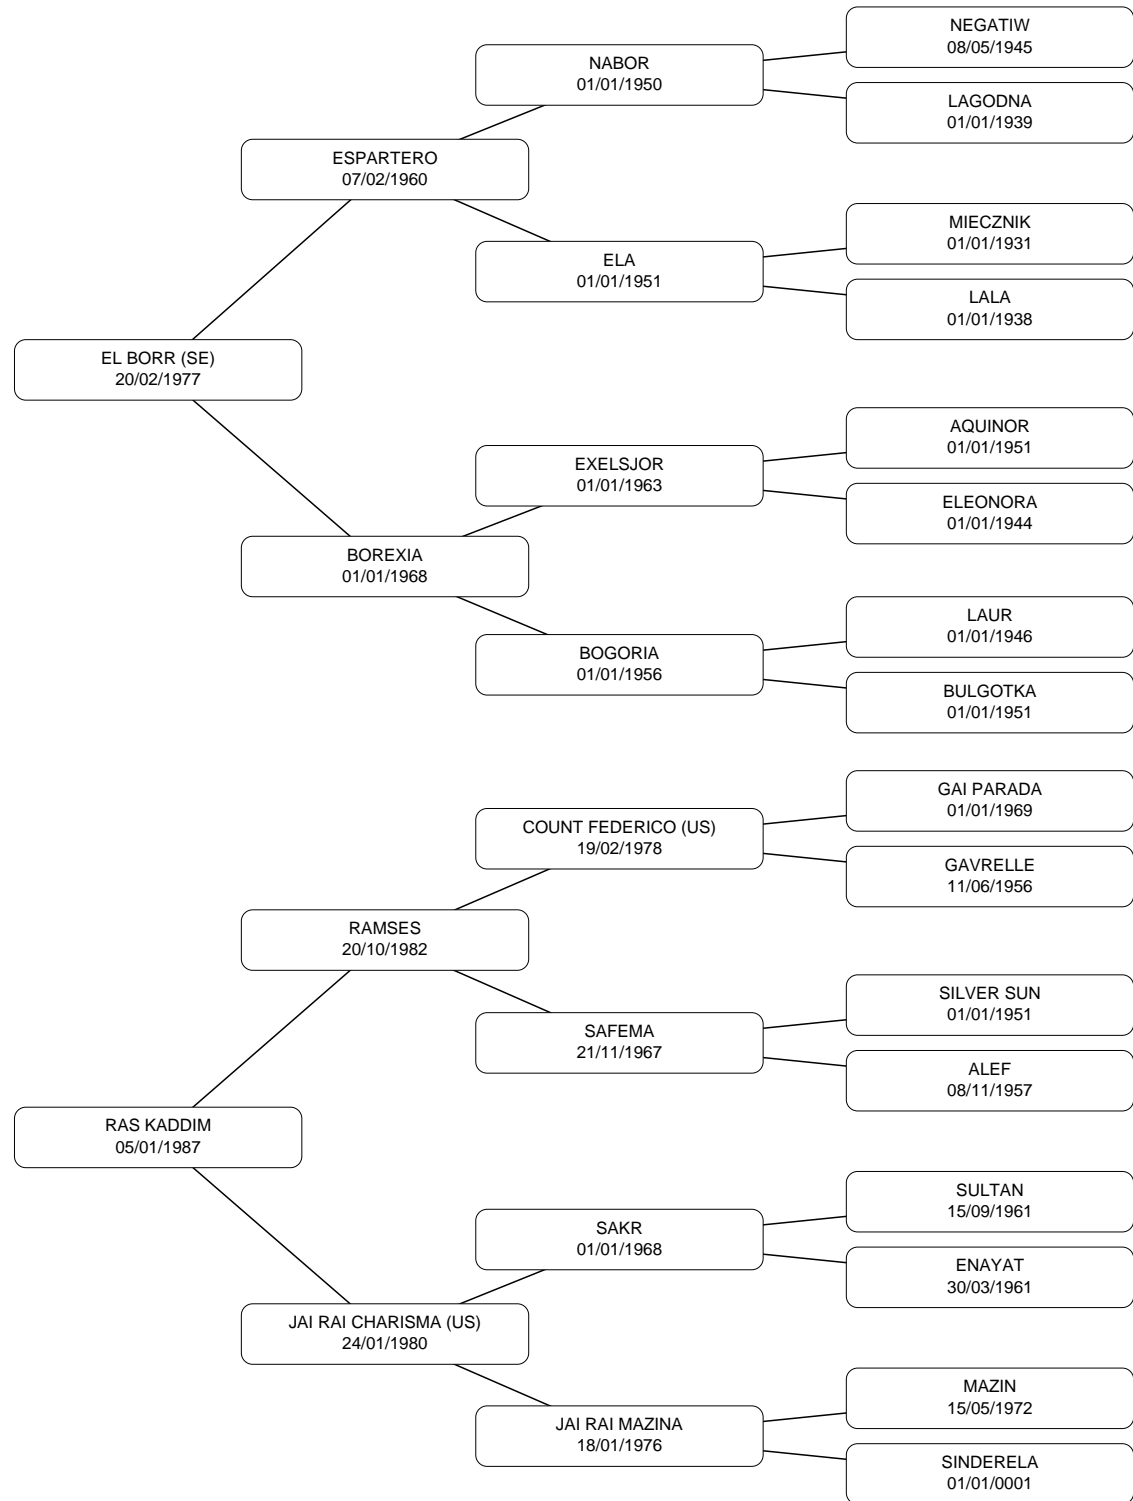 NEGATIW
08/05/1945
NABOR
01/01/1950
LAGODNA
01/01/1939
ESPARTERO
07/02/1960
MIECZNIK
01/01/1931
ELA
01/01/1951
LALA
01/01/1938
EL BORR (SE)
20/02/1977
AQUINOR
01/01/1951
EXELSJOR
01/01/1963
ELEONORA
01/01/1944
BOREXIA
01/01/1968
LAUR
01/01/1946
BOGORIA
01/01/1956
BULGOTKA
01/01/1951
GAI PARADA
01/01/1969
COUNT FEDERICO (US)
19/02/1978
GAVRELLE
11/06/1956
RAMSES
20/10/1982
SILVER SUN
01/01/1951
SAFEMA
21/11/1967
ALEF
08/11/1957
RAS KADDIM
05/01/1987
SULTAN
15/09/1961
SAKR
01/01/1968
ENAYAT
30/03/1961
JAI RAI CHARISMA (US)
24/01/1980
MAZIN
15/05/1972
JAI RAI MAZINA
18/01/1976
SINDERELA
01/01/0001